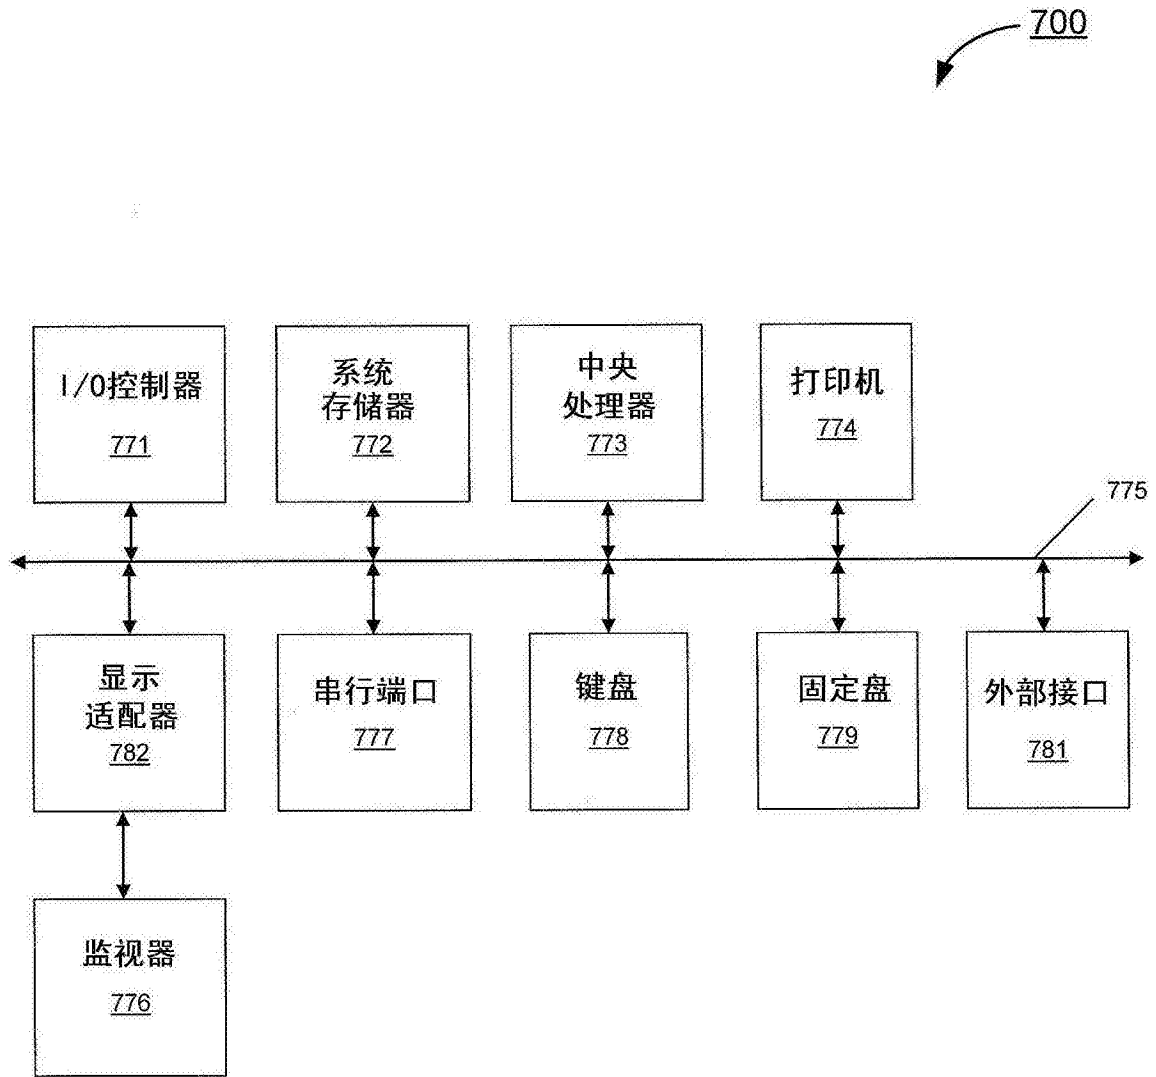 700
I/O控制器
771
系统
存储器
772
中央
处理器
773
打印机
774
775
显示
适配器
782
串行端口
777
键盘
778
固定盘
779
外部接口
781
监视器
776